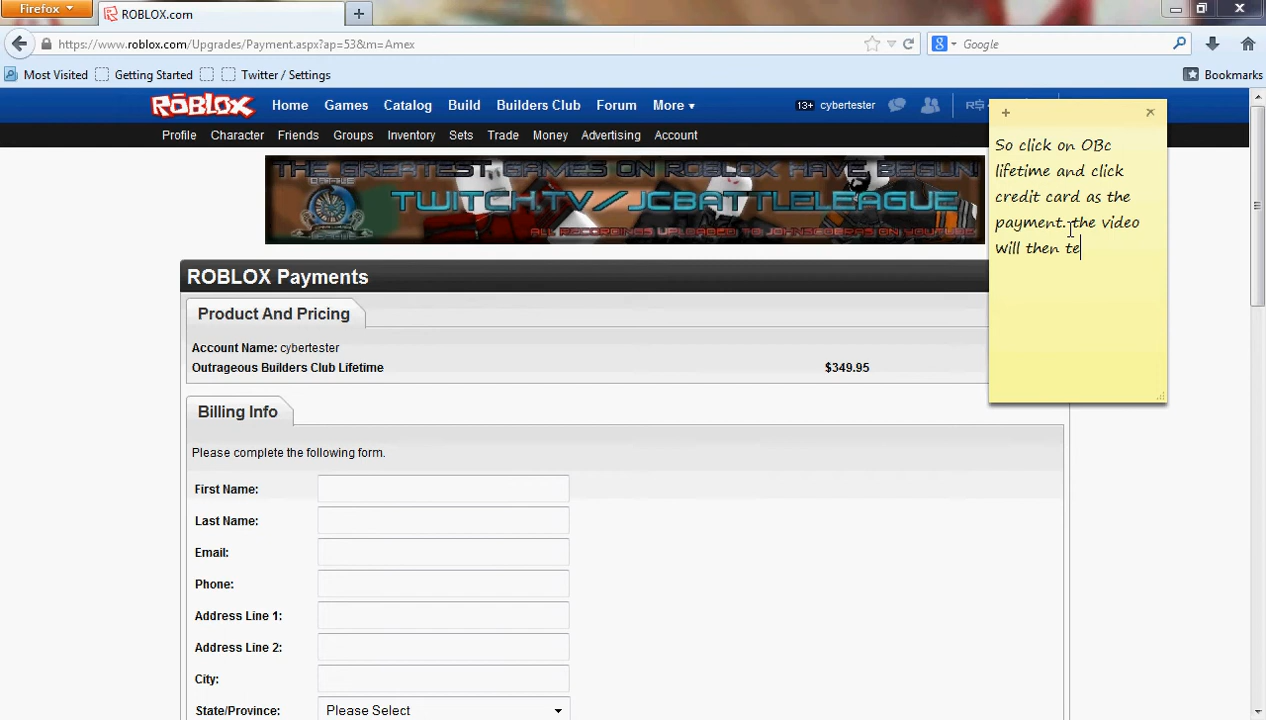 Firefox
ROBLOX.com
https://www.roblox.com/Upgrades/Payment.aspx?ap=53&m=Amex
Google
Most Visited
Getting Started
Twitter / Settings
Bookmarks
ROBLOX
Home
Games
Catalog
Build
Builders Club
Forum
More
13+ cybertester
R$
Profile
Character
Friends
Groups
Inventory
Sets
Trade
Money
Advertising
Account
THE GREATEST GAMES ON ROBLOX HAVE BEGUN!
TWITCH.TV/JCBATTLELEAGUE
So click on OBc
lifetime and click
credit card as the
payment. the video
will then te
ROBLOX Payments
Product And Pricing
Account Name: cybertester
Outrageous Builders Club Lifetime
$349.95
Billing Info
Please complete the following form.
First Name:
Last Name:
Email:
Phone:
Address Line 1:
Address Line 2:
City:
State/Province:
Please Select